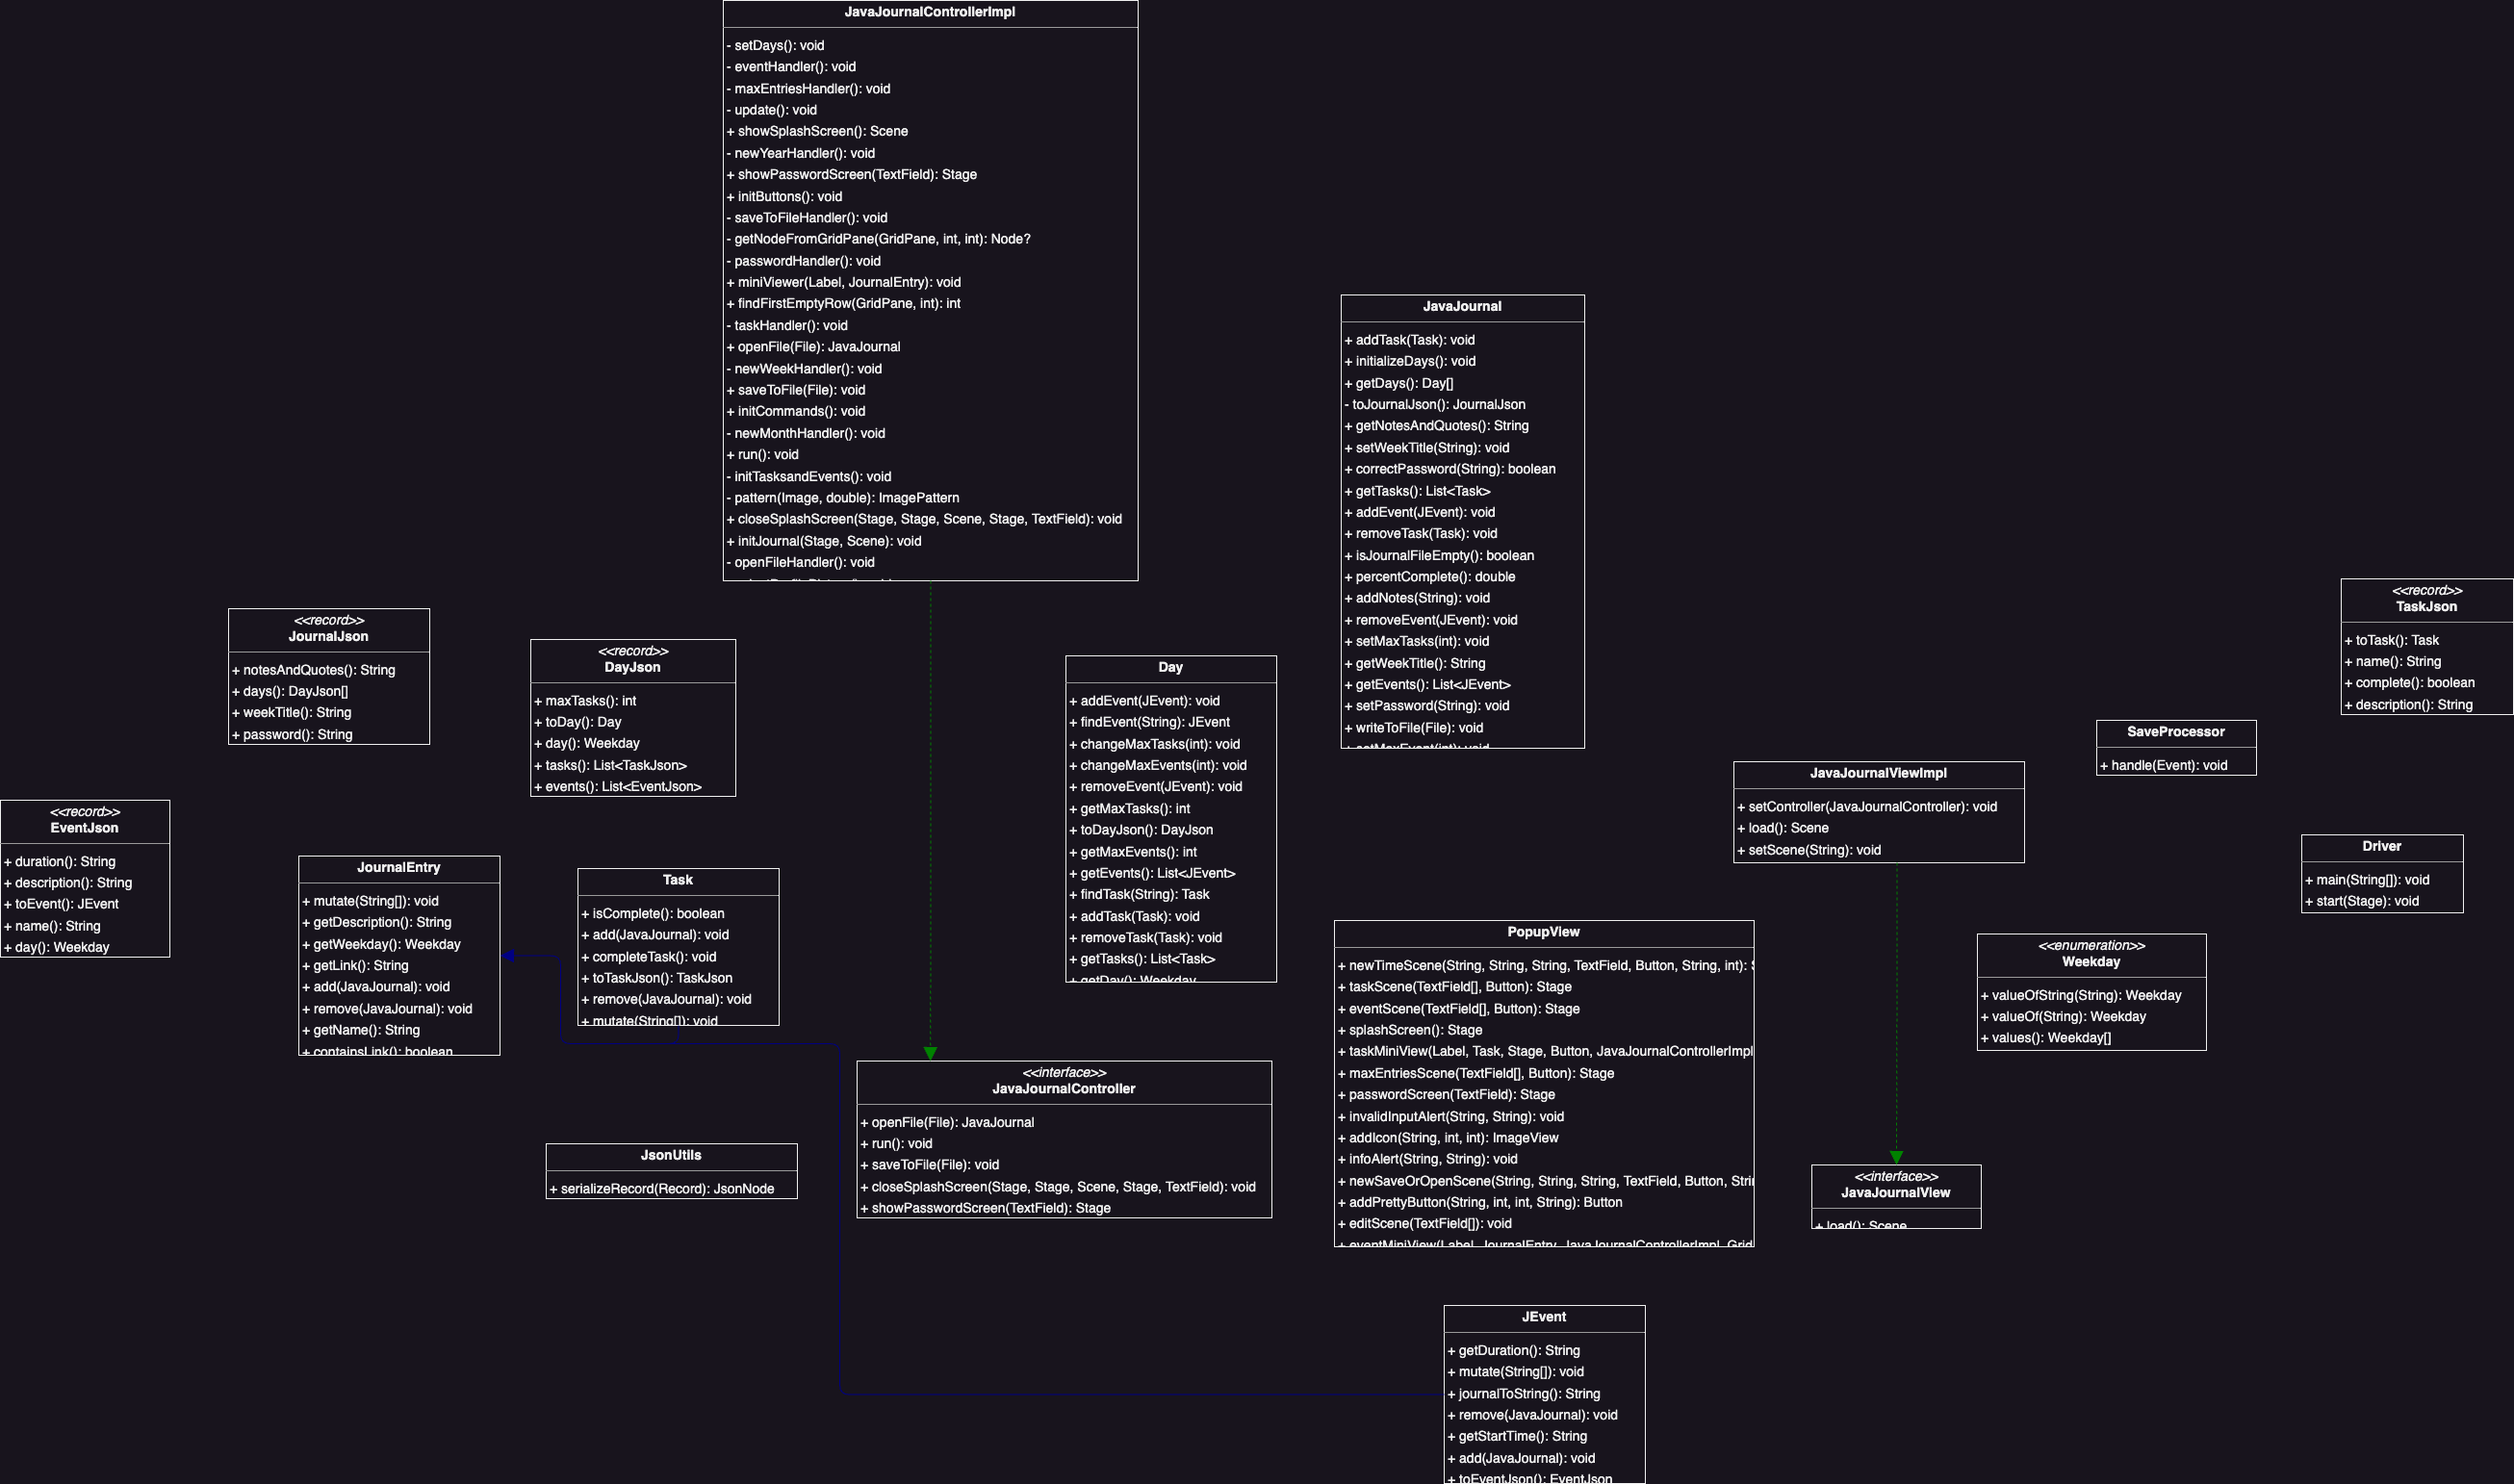 JavaJournalControllerImpl
- setDays(): void
- eventHandler(): void
- maxEntriesHandler(): void
- update(): void
+ showSplashScreen(): Scene
- newYearHandler(): void
+ showPasswordScreen(TextField): Stage
+ initButtons(): void
- saveToFileHandler(): void
- getNodeFromGridPane(GridPane, int, int): Node?
- passwordHandler(): void
+ miniViewer(Label, JournalEntry): void
+ findFirstEmptyRow(GridPane, int): int
- taskHandler(): void
+ openFile(File): JavaJournal
- newWeekHandler(): void
+ saveToFile(File): void
+ initCommands(): void
- newMonthHandler(): void
+ run(): void
- initTasksandEvents(): void
- pattern(Image, double): ImagePattern
+ closeSplashScreen(Stage, Stage, Scene, Stage, TextField): void
+ initJournal(Stage, Scene): void
- openFileHandler(): void
JavaJournal
+ addTask(Task): void
+ initializeDays(): void
+ getDays(): Day[]
- toJournalJson(): JournalJson
+ getNotesAndQuotes(): String
+ setWeekTitle(String): void
+ correctPassword(String): boolean
+ getTasks(): List<Task>
+ addEvent(JEvent): void
+ removeTask(Task): void
+ isJournalFileEmpty(): boolean
+ percentComplete(): double
+ addNotes(String): void
+ removeEvent(JEvent): void
+ setMaxTasks(int): void
+ getWeekTitle(): String
+ getEvents(): List<JEvent>
+ setPassword(String): void
+ writeToFile(File): void
+ setMaxEvent(int): void
<<record>>
TaskJson
+ toTask(): Task
+ name(): String
+ complete(): boolean
+ description(): String
<<record>>
JournalJson
+ notesAndQuotes(): String
+ days(): DayJson[]
+ weekTitle(): String
+ password(): String
<<record>>
DayJson
+ maxTasks(): int
+ toDay(): Day
+ day(): Weekday
+ tasks(): List<TaskJson>
+ events(): List<EventJson>
Day
+ addEvent(JEvent): void
+ findEvent(String): JEvent
+ changeMaxTasks(int): void
+ changeMaxEvents(int): void
+ removeEvent(JEvent): void
+ getMaxTasks(): int
+ toDayJson(): DayJson
+ getMaxEvents(): int
+ getEvents(): List<JEvent>
+ findTask(String): Task
+ addTask(Task): void
+ removeTask(Task): void
+ getTasks(): List<Task>
+ getDay(): Weekday
SaveProcessor
+ handle(Event): void
JavaJournalViewImpl
+ setController(JavaJournalController): void
+ load(): Scene
+ setScene(String): void
<<record>>
EventJson
+ duration(): String
+ description(): String
+ toEvent(): JEvent
+ name(): String
+ day(): Weekday
JournalEntry
+ mutate(String[]): void
+ getDescription(): String
+ getWeekday(): Weekday
+ getLink(): String
+ add(JavaJournal): void
+ remove(JavaJournal): void
+ getName(): String
+ containsLink(): boolean
Task
+ isComplete(): boolean
+ add(JavaJournal): void
+ completeTask(): void
+ toTaskJson(): TaskJson
+ remove(JavaJournal): void
+ mutate(String[]): void
Driver
+ main(String[]): void
+ start(Stage): void
PopupView
+ newTimeScene(String, String, String, TextField, Button, String, int):
+ taskScene(TextField[], Button): Stage
+ eventScene(TextField[], Button): Stage
+ splashScreen(): Stage
+ taskMiniView(Label, Task, Stage, Button, JavaJournalControllerImpl
+ maxEntriesScene(TextField[], Button): Stage
+ passwordScreen(TextField): Stage
+ invalidInputAlert(String, String): void
+ addIcon(String, int, int): ImageView
+ infoAlert(String, String): void
+ newSaveOrOpenScene(String, String, String, TextField, Button, Stri
+ addPrettyButton(String, int, int, String): Button
+ editScene(TextField[]): void
+ eventMiniView(Label, JournalEntry, JavaJournalControllerImpl, Grid
<<enumeration>>
Weekday
+ valueOfString(String): Weekday
+ valueOf(String): Weekday
+ values(): Weekday[]
<<interface>>
JavaJournalController
+ openFile(File): JavaJournal
+ run(): void
+ saveToFile(File): void
+ closeSplashScreen(Stage, Stage, Scene, Stage, TextField): void
+ showPasswordScreen(TextField): Stage
JsonUtils
+ serializeRecord(Record): JsonNode
<<interface>>
JavaJournalView
+ load(): Scene
JEvent
+ getDuration(): String
+ mutate(String[]): void
+ journalToString(): String
+ remove(JavaJournal): void
+ getStartTime(): String
+ add(JavaJournal): void
+ toEventJson(): EventJson